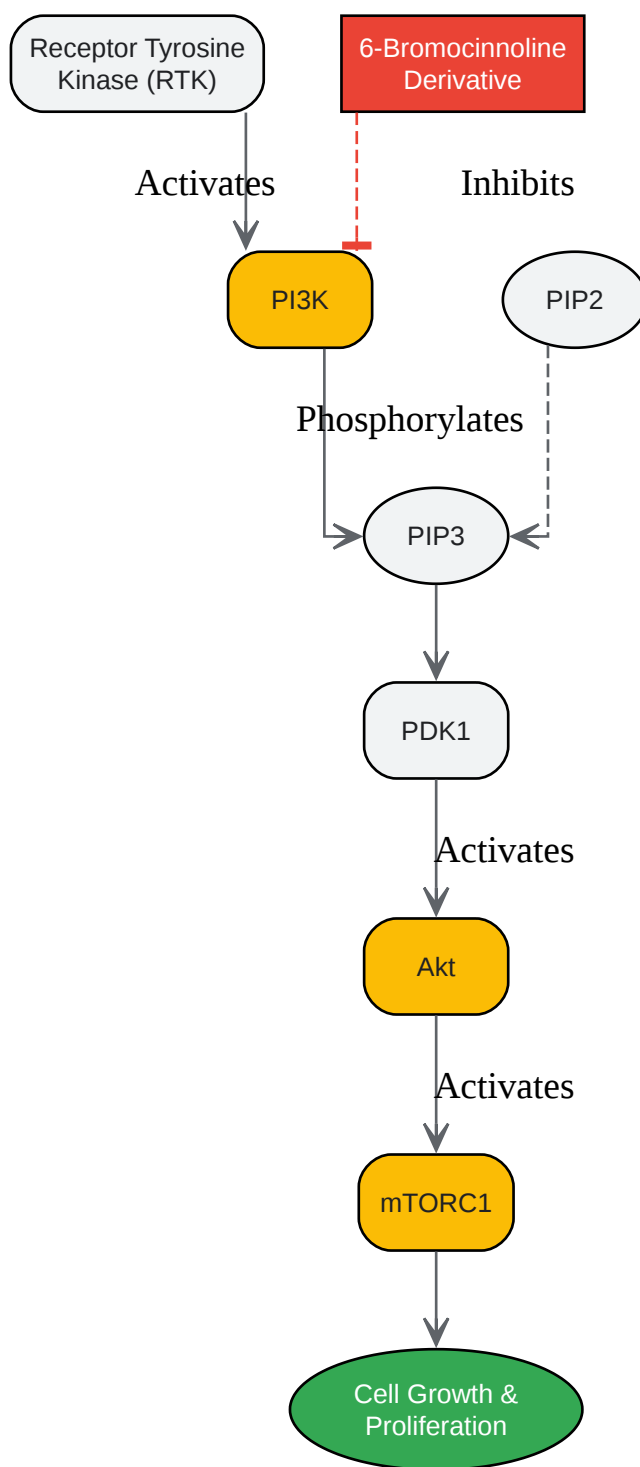 Receptor Tyrosine
Kinase (RTK)
6-Bromocinnoline
Derivative
Activates
Inhibits
PI3K
PIP2
Phosphorylates
PIP3
PDK1
Activates
Akt
Activates
mTORC1
Cell Growth &
Proliferation